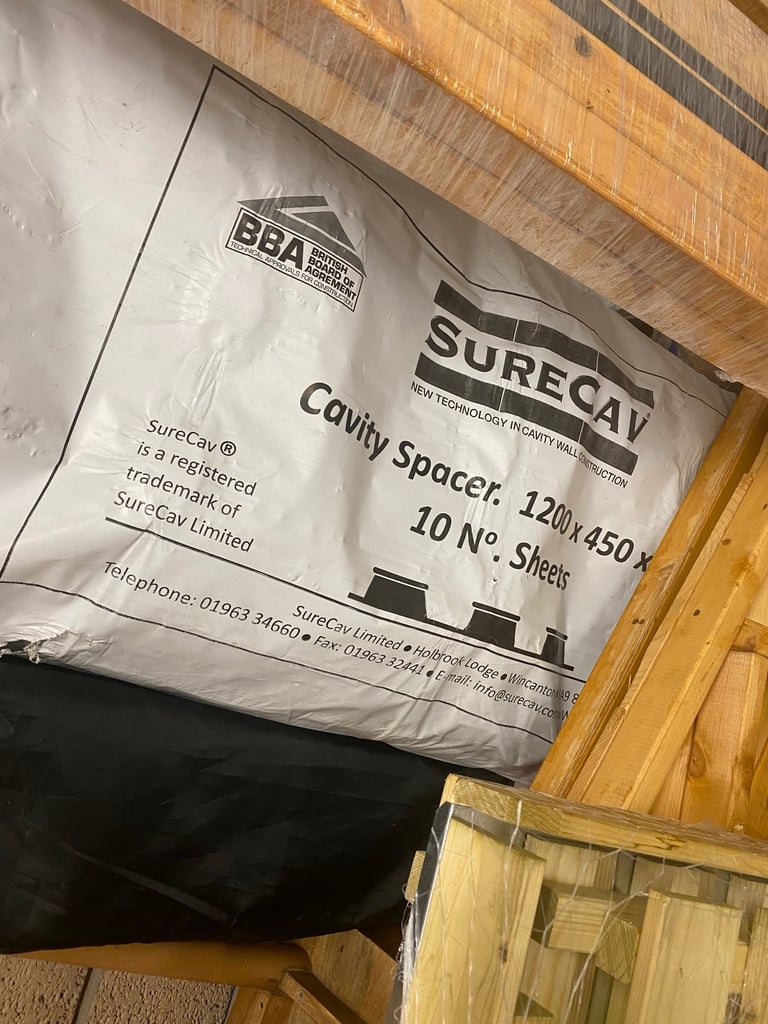 BBA
BRITISH
BOARD OF
AGREMENT
TECHNICAL APPROVALS FOR CONSTRUCTION
SURECAV®
NEW TECHNOLOGY IN CAVITY WALL CONSTRUCTION
Cavity Spacer. 1200 x 450 x
10 Nº. Sheets
SureCav ®
is a registered
trademark of
SureCav Limited
SureCav Limited • Holbrook Lodge • Wincanton
Telephone: 01963 34660 • Fax: 01963 32441 • E-mail: info@surecav.com